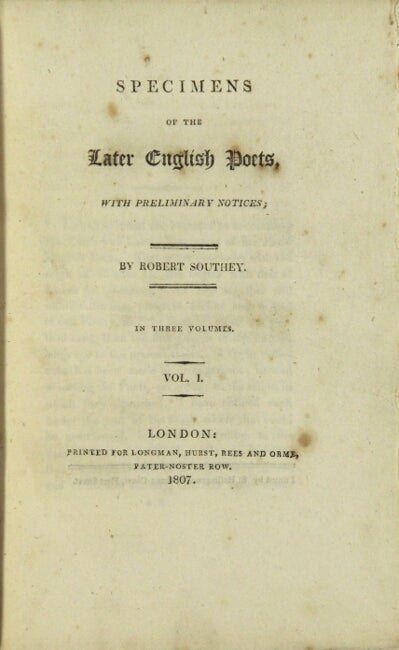 SPECIMENS
OF THE
Later English Poets,
WITH PRELIMINARY NOTICES;
BY ROBERT SOUTHEY.
IN THREE VOLUMES.
VOL. I.
LONDON:
PRINTED FOR LONGMAN, HURST, REES AND ORME,
PATER-NOSTER ROW.
1807.